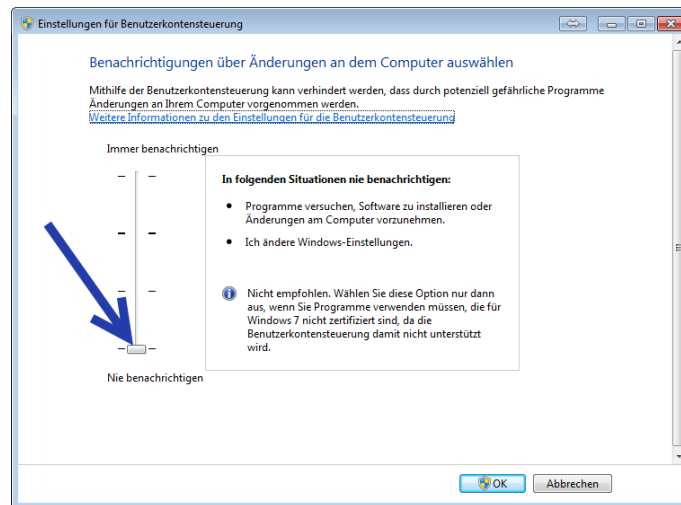 Einstellungen für Benutzerkontensteuerung
Benachrichtigungen über Änderungen an dem Computer auswählen
Mithilfe der Benutzerkontensteuerung kann verhindert werden, dass durch potenziell gefährliche Programme
Änderungen an Ihrem Computer vorgenommen werden.
Weitere Informationen zu den Einstellungen für die Benutzerkontensteuerung
Immer benachrichtigen
In folgenden Situationen nie benachrichtigen:
• Programme versuchen, Software zu installieren oder
Änderungen am Computer vorzunehmen.
• Ich ändere Windows-Einstellungen.
Nicht empfohlen. Wählen Sie diese Option nur dann
aus, wenn Sie Programme verwenden müssen, die für
Windows 7 nicht zertifiziert sind, da die
Benutzerkontensteuerung damit nicht unterstützt
wird.
Nie benachrichtigen
OK
Abbrechen